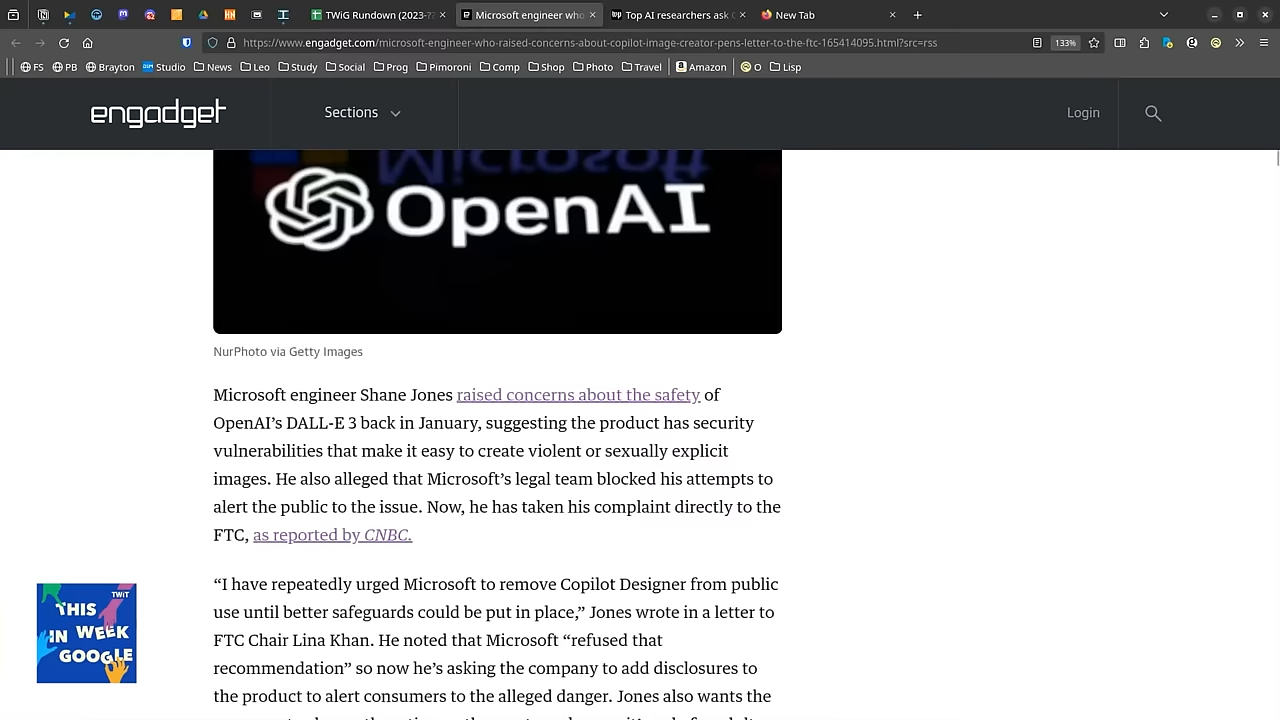 TWiG Rundown (2023-??
Microsoft engineer who
Top AI researchers ask
New Tab
https://www.engadget.com/microsoft-engineer-who-raised-concerns-about-copilot-image-creator-pens-letter-to-the-ftc-165414095.html?src=rss
133%
FS PB Brayton Studio News Leo Study Social Prog Pimoroni Comp Shop Photo Travel Amazon O Lisp
engadget
Sections
Login
Microsoft
OpenAI
NurPhoto via Getty Images
Microsoft engineer Shane Jones raised concerns about the safety of
OpenAI’s DALL-E 3 back in January, suggesting the product has security
vulnerabilities that make it easy to create violent or sexually explicit
images. He also alleged that Microsoft’s legal team blocked his attempts to
alert the public to the issue. Now, he has taken his complaint directly to the
FTC, as reported by CNBC.
“I have repeatedly urged Microsoft to remove Copilot Designer from public
use until better safeguards could be put in place,” Jones wrote in a letter to
FTC Chair Lina Khan. He noted that Microsoft “refused that
recommendation” so now he’s asking the company to add disclosures to
the product to alert consumers to the alleged danger. Jones also wants the
TWiT
THIS
IN WEEK
GOOGLE